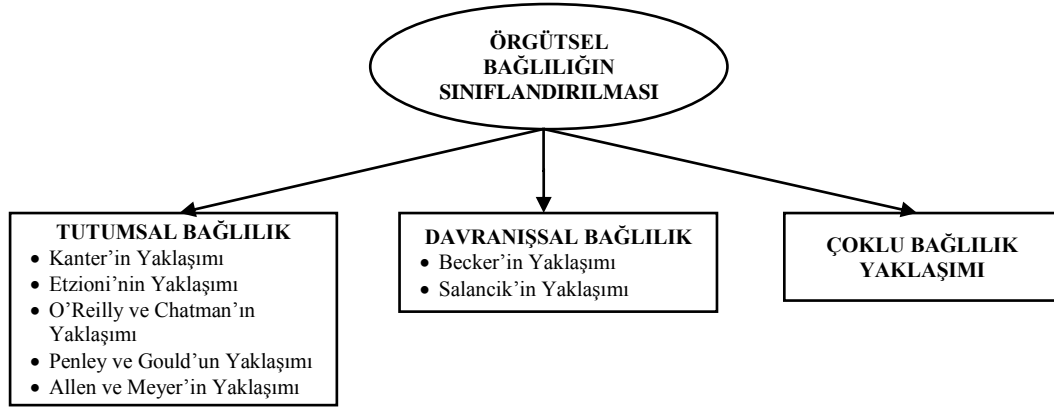 ÖRGÜTSEL
BAĞLILIĞIN
SINIFLANDIRILMASI
TUTUMSAL BAĞLILIK
• Kanter’in Yaklaşımı
• Etzioni’nin Yaklaşımı
• O’Reilly ve Chatman’ın
Yaklaşımı
• Penley ve Gould’un Yaklaşımı
• Allen ve Meyer’in Yaklaşımı
DAVRANIŞSAL BAĞLILIK
• Becker’in Yaklaşımı
• Salancik’in Yaklaşımı
ÇOKLU BAĞLILIK
YAKLAŞIMI